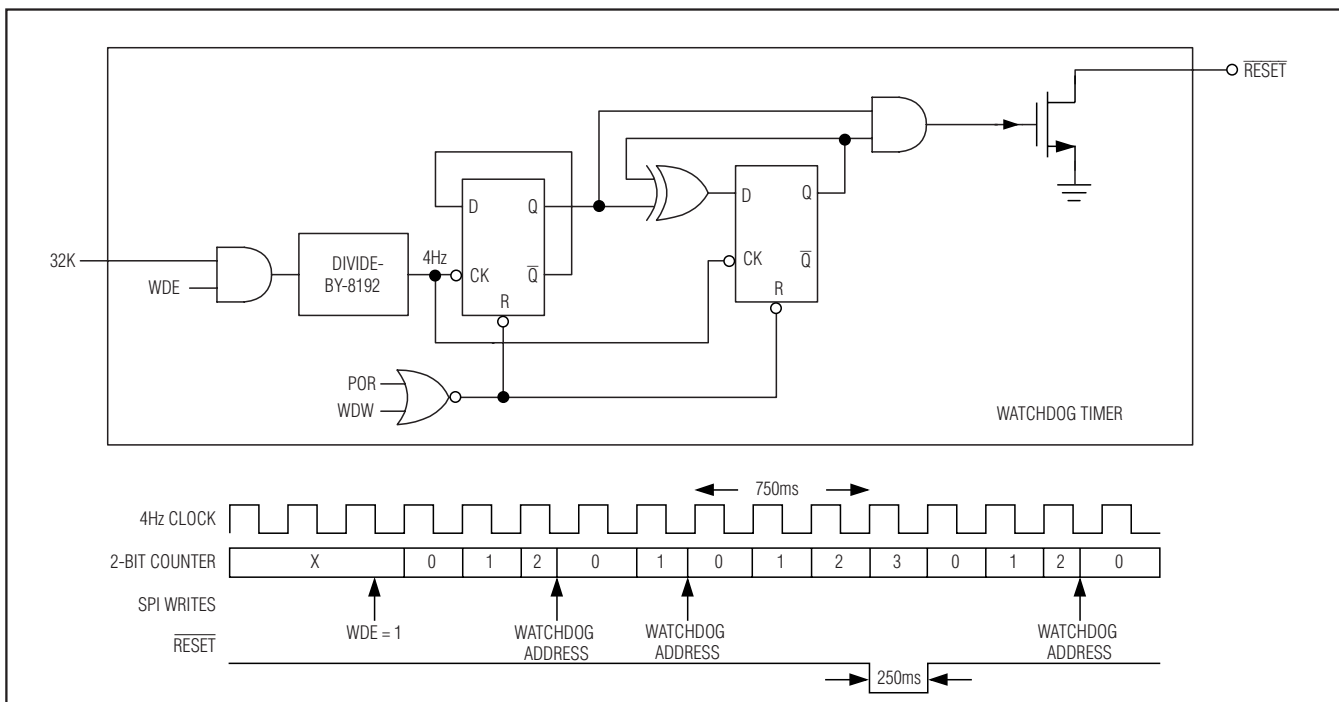 RESET
32K
WDE
DIVIDE-
BY-8192
4Hz
D
Q
Q
CK
R
D
Q
CK
Q
R
POR
WDW
WATCHDOG TIMER
750ms
4Hz CLOCK
2-BIT COUNTER
X 0 1 2 0 1 0 1 2 3 0 1 2 0
SPI WRITES
WDE = 1
WATCHDOG
ADDRESS
WATCHDOG
ADDRESS
WATCHDOG
ADDRESS
RESET
250ms